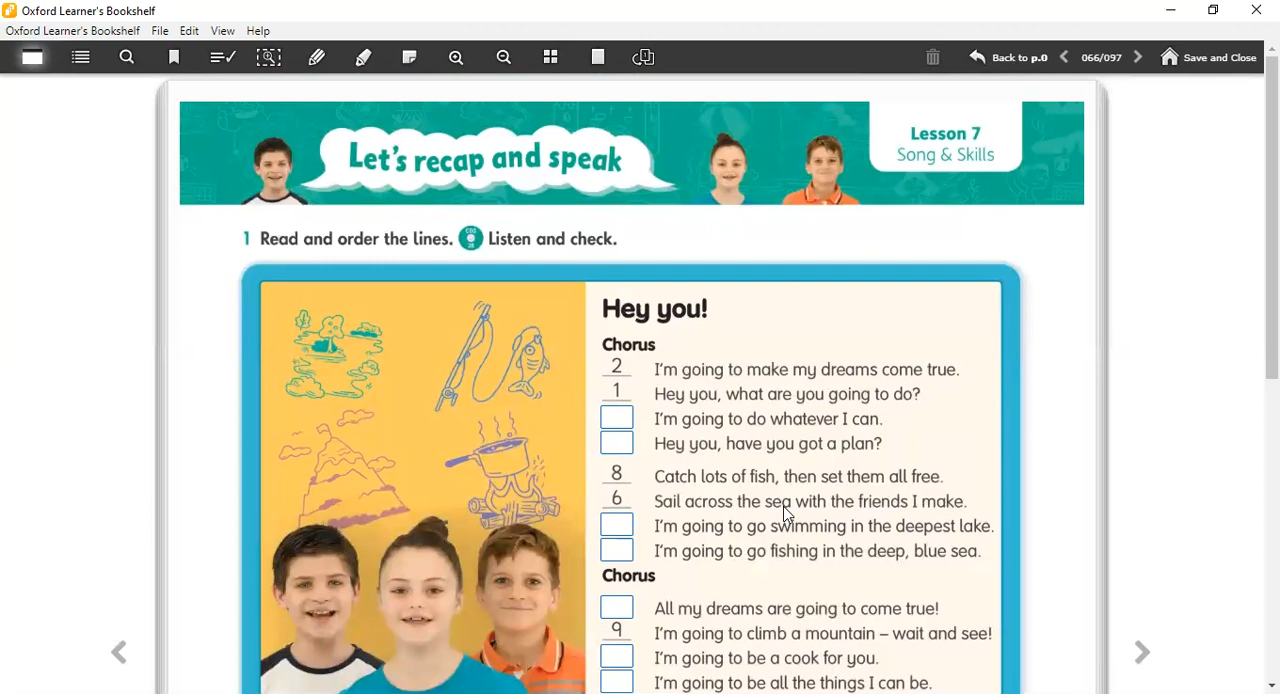 Oxford Learner's Bookshelf
Oxford Learner's Bookshelf File Edit View Help
Back to p.0 066/097 Save and Close
Let's recap and speak
Lesson 7
Song & Skills
1 Read and order the lines. Listen and check.
Hey you!
Chorus
2 I'm going to make my dreams come true.
1 Hey you, what are you going to do?
I'm going to do whatever I can.
Hey you, have you got a plan?
8 Catch lots of fish, then set them all free.
6 Sail across the sea with the friends I make.
I'm going to go swimming in the deepest lake.
I'm going to go fishing in the deep, blue sea.
Chorus
All my dreams are going to come true!
9 I'm going to climb a mountain – wait and see!
I'm going to be a cook for you.
I'm going to be all the things I can be.